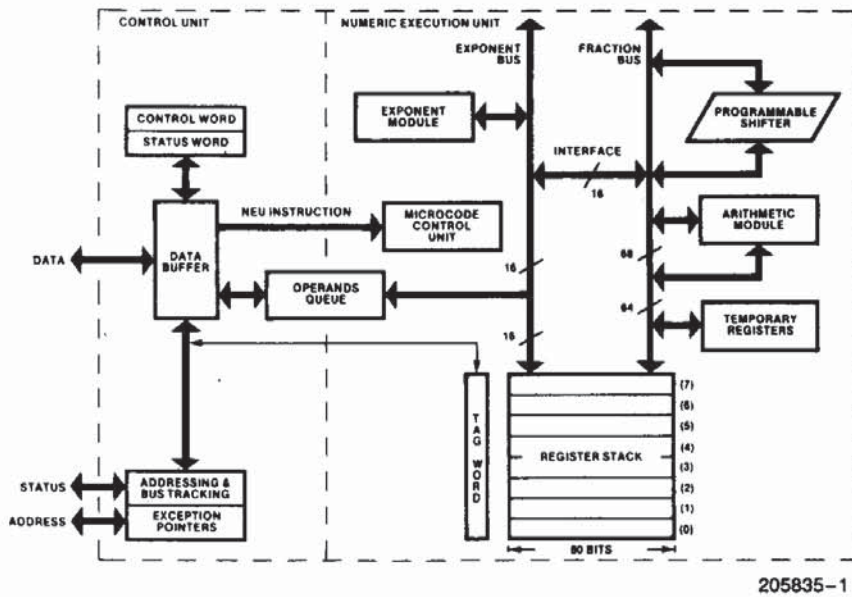 CONTROL UNIT
NUMERIC EXECUTION UNIT
EXPONENT
BUS
FRACTION
BUS
CONTROL WORD
STATUS WORD
EXPONENT
MODULE
PROGRAMMABLE
SHIFTER
INTERFACE
16
NEU INSTRUCTION
MICROCODE
CONTROL
UNIT
ARITHMETIC
MODULE
DATA
DATA
BUFFER
OPERANDS
QUEUE
16
68
64
16
TEMPORARY
REGISTERS
TAG WORD
REGISTER STACK
(7)
(6)
(5)
(4)
(3)
(2)
(1)
(0)
STATUS
ADDRESS
ADDRESSING &
BUS TRACKING
EXCEPTION
POINTERS
80 BITS
205835-1